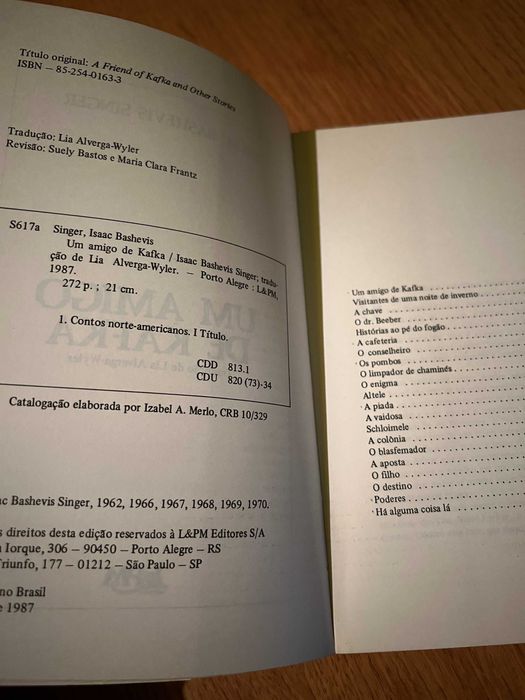 Título original: A Friend of Kafka and Other Stories
ISBN — 85-254-0163-3
Tradução: Lia Alverga-Wyler
Revisão: Suely Bastos e Maria Clara Frantz
S617a Singer, Isaac Bashevis
Um amigo de Kafka / Isaac Bashevis Singer; tradu-
ção de Lia Alverga-Wyler. — Porto Alegre : L&PM,
1987.
272 p. ; 21 cm.
1. Contos norte-americanos. I Título.
CDD 813.1
CDU 820 (73)-34
Catalogação elaborada por Izabel A. Merlo, CRB 10/329
ac Bashevis Singer, 1962, 1966, 1967, 1968, 1969, 1970.
s direitos desta edição reservados à L&PM Editores S/A
Iorque, 306 — 90450 — Porto Alegre — RS
Triunfo, 177 — 01212 — São Paulo — SP
no Brasil
e 1987
Um amigo de Kafka
Visitantes de uma noite de inverno
A chave
O dr. Beeber
Histórias ao pé do fogão
A cafeteria
O conselheiro
Os pombos
O limpador de chaminés
O enigma
Altele
A piada
A vaidosa
Schloimele
A colônia
O blasfemador
A aposta
O filho
O destino
Poderes
Há alguma coisa lá